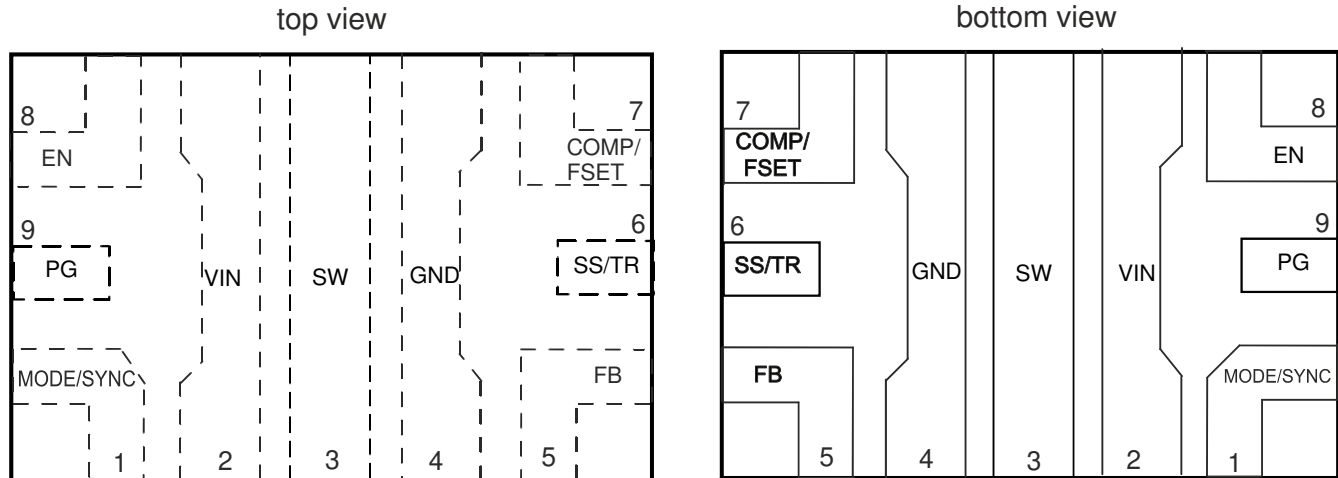 top view
8
7
EN
COMP/
FSET
9
6
PG
VIN
SW
GND
SS/TR
MODE/SYNC
FB
1
2
3
4
5
bottom view
7
8
COMP/
FSET
EN
6
9
SS/TR
GND
SW
VIN
PG
FB
MODE/SYNC
5
4
3
2
1